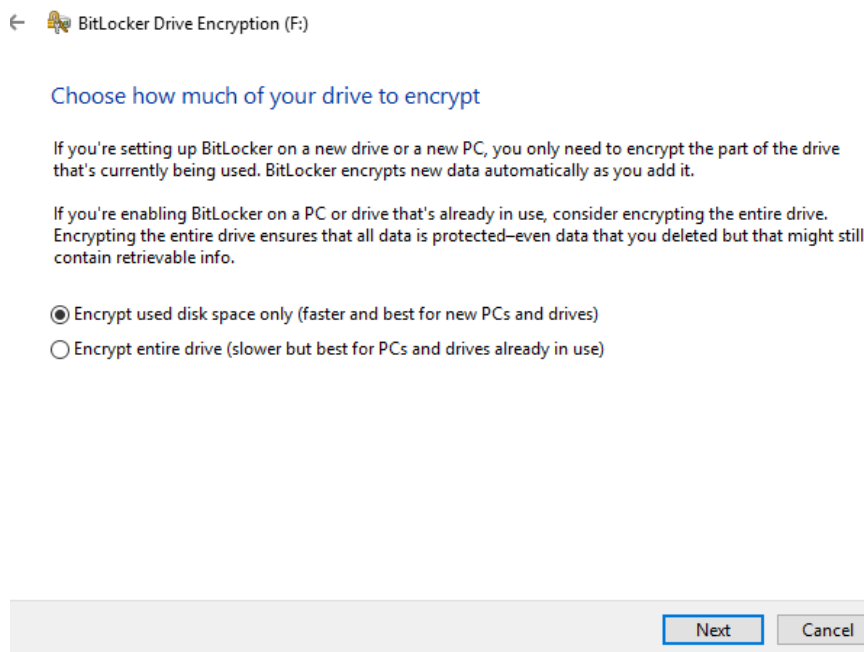 BitLocker Drive Encryption (F:)
Choose how much of your drive to encrypt
If you're setting up BitLocker on a new drive or a new PC, you only need to encrypt the part of the drive
that's currently being used. BitLocker encrypts new data automatically as you add it.
If you're enabling BitLocker on a PC or drive that's already in use, consider encrypting the entire drive.
Encrypting the entire drive ensures that all data is protected–even data that you deleted but that might still
contain retrievable info.
Encrypt used disk space only (faster and best for new PCs and drives)
Encrypt entire drive (slower but best for PCs and drives already in use)
Next
Cancel